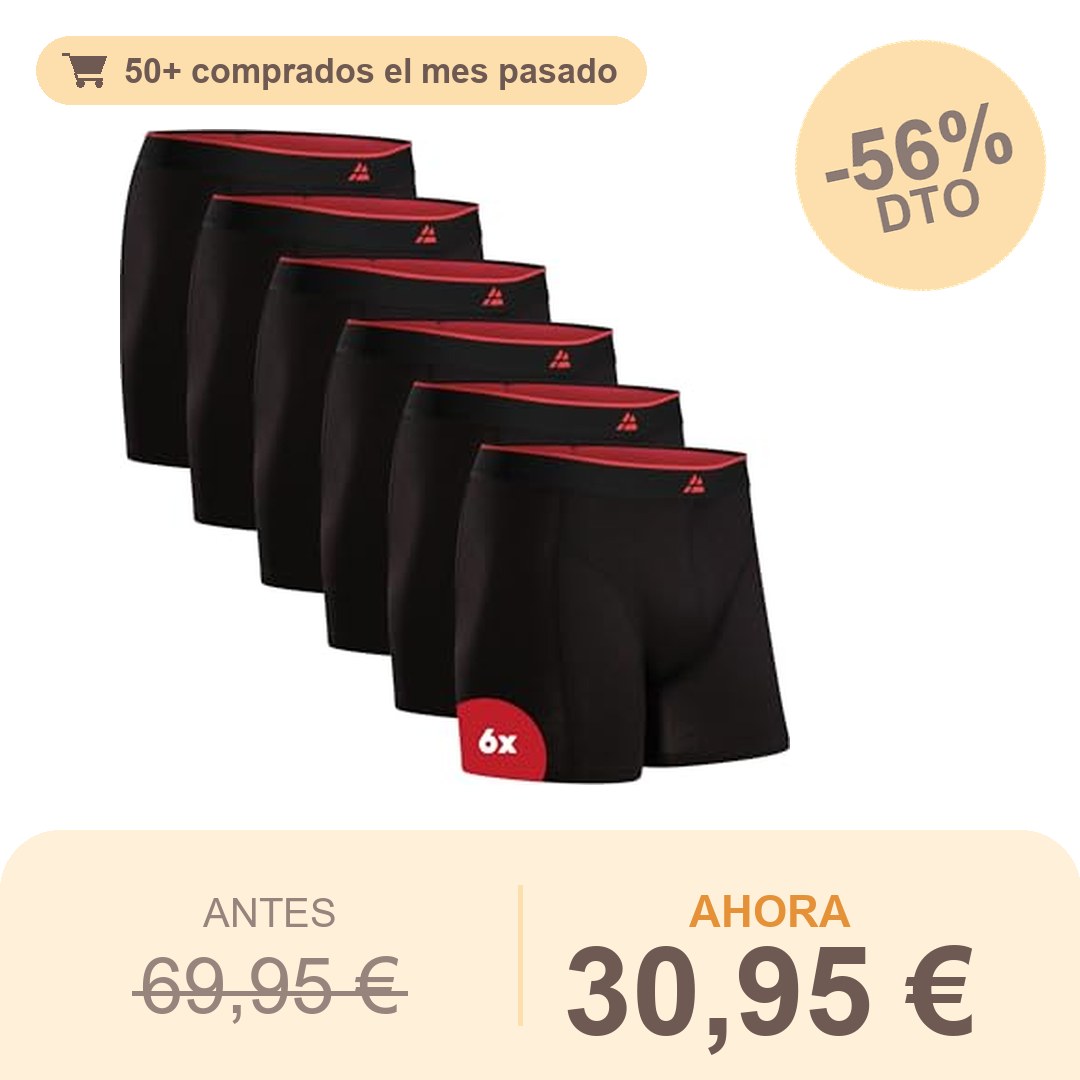 50+ comprados el mes pasado
-56%
DTO
6x
ANTES
69,95 €
AHORA
30,95 €